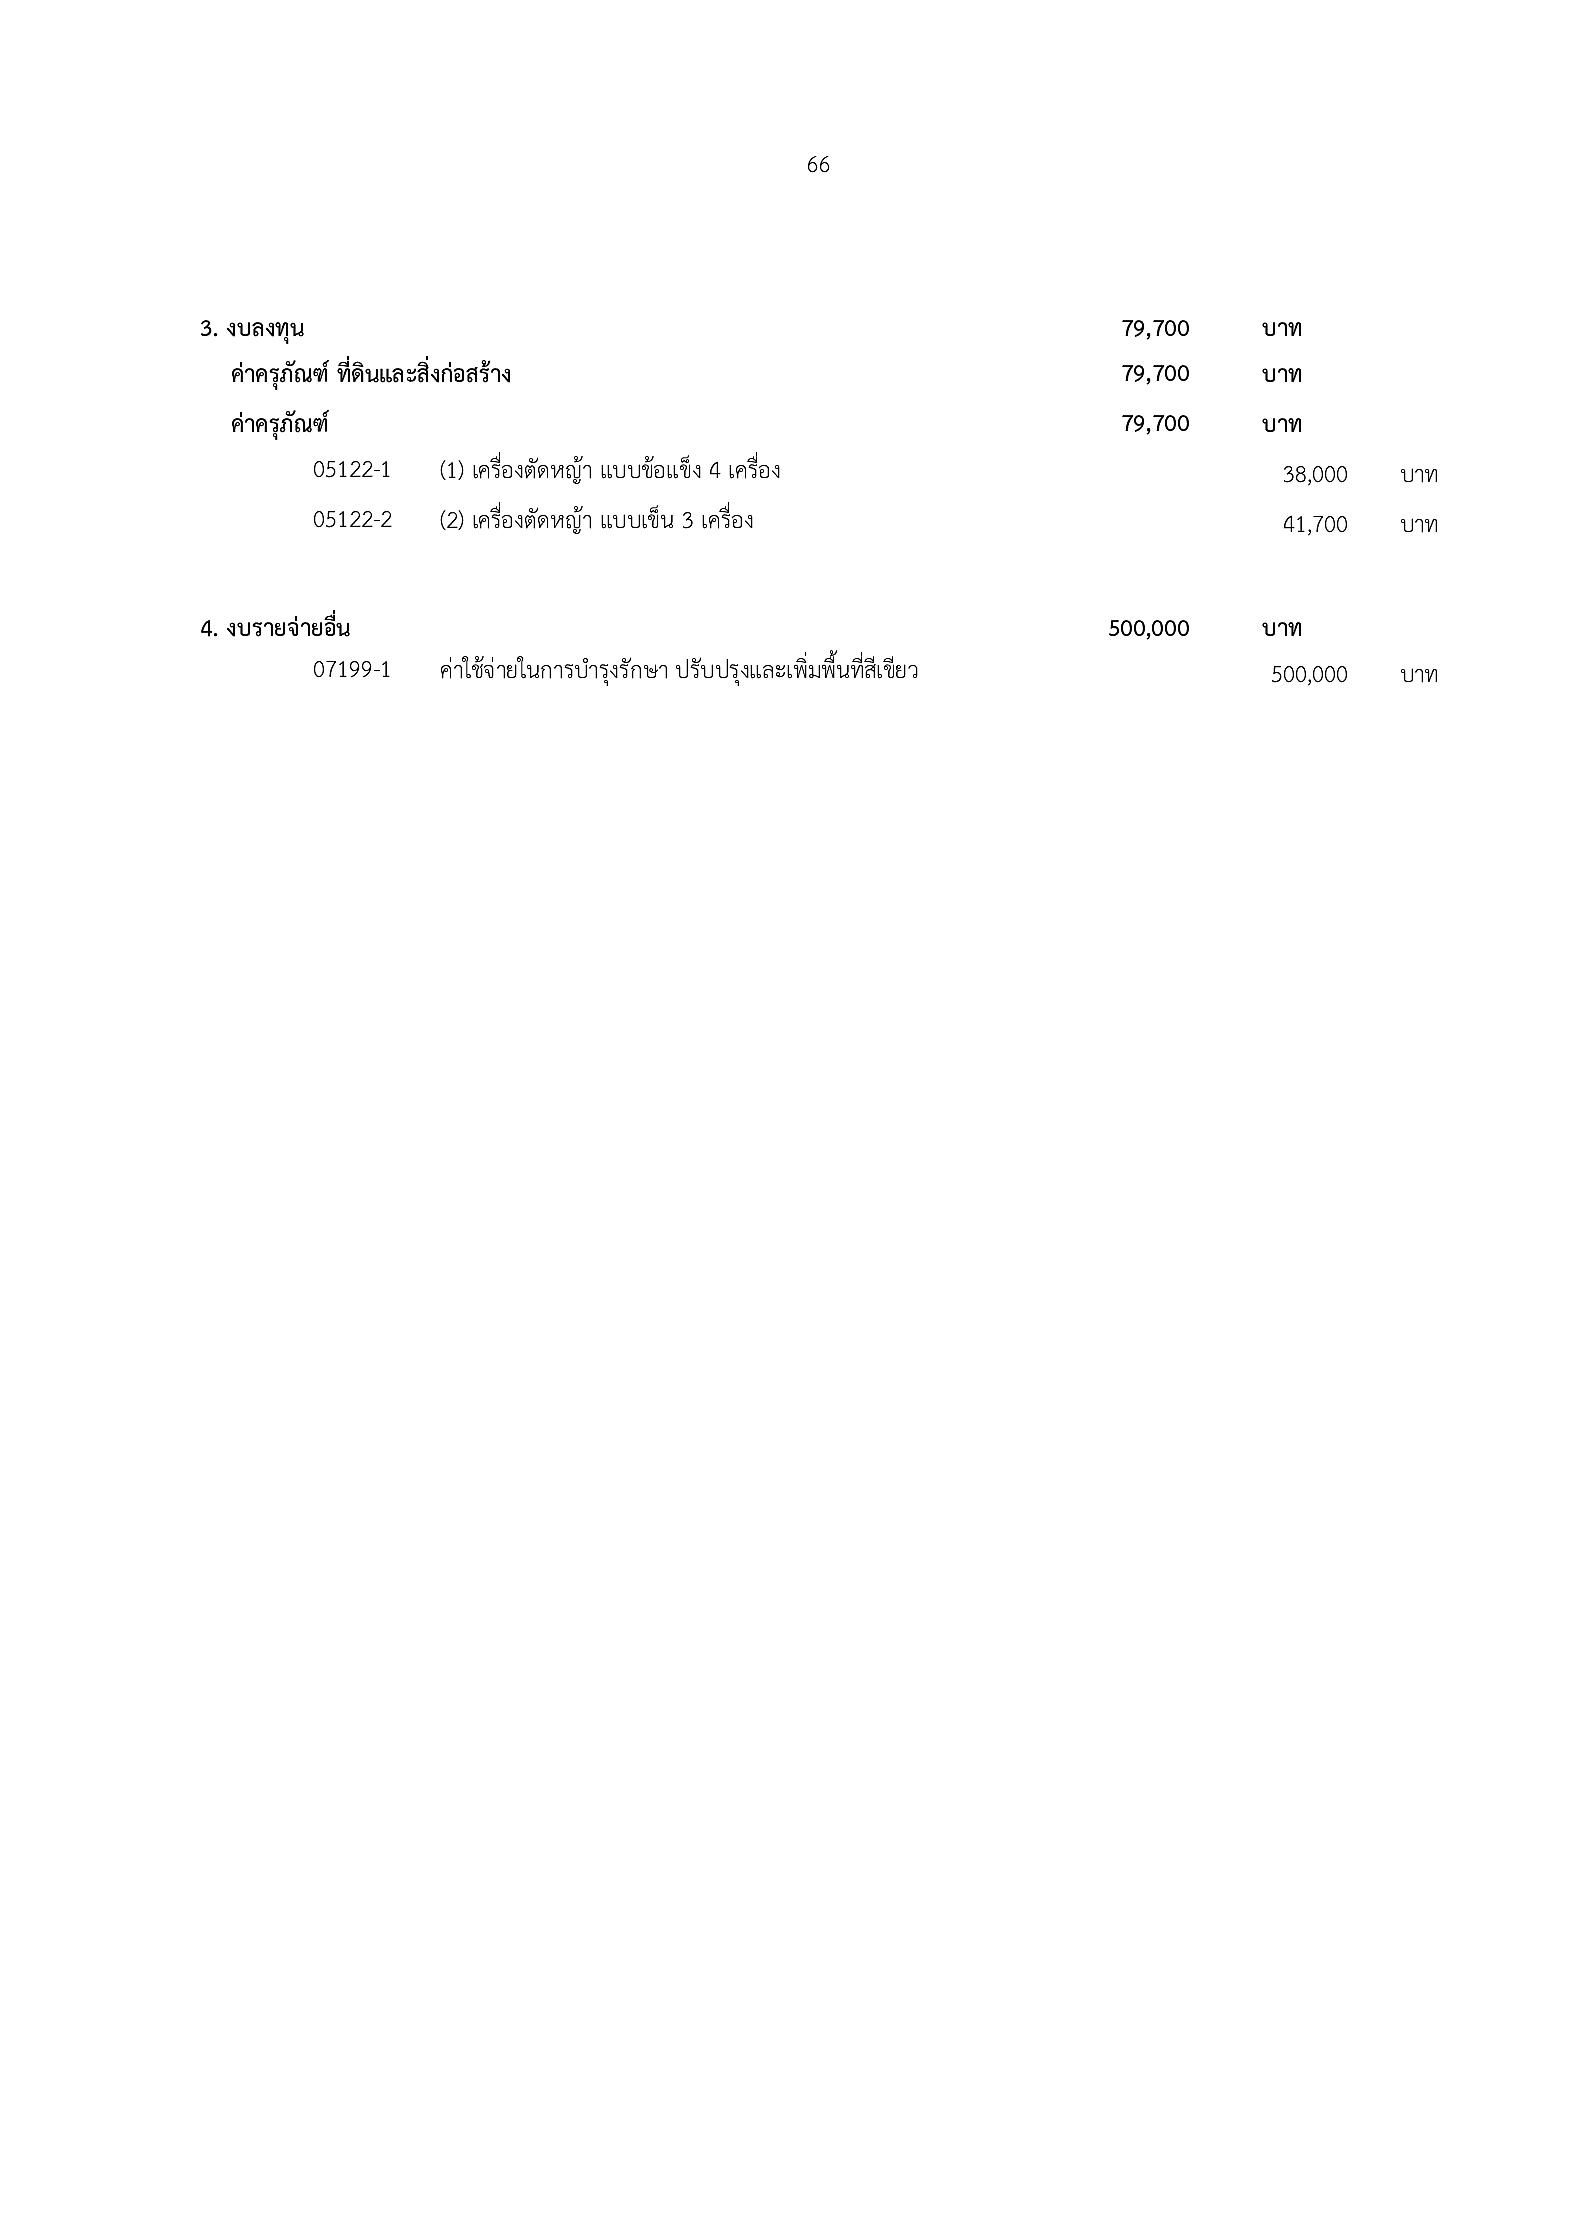 66
3. งบลงทุน 79,700 บาท
ค่าครุภัณฑ์ ที่ดินและสิ่งก่อสร้าง 79,700 บาท
ค่าครุภัณฑ์ 79,700 บาท
05122-1 (1) เครื่องตัดหญ้า แบบข้อแข็ง 4 เครื่อง 38,000 บาท
05122-2 (2) เครื่องตัดหญ้า แบบเข็น 3 เครื่อง 41,700 บาท
4. งบรายจ่ายอื่น 500,000 บาท
07199-1 ค่าใช้จ่ายในการบำรุงรักษา ปรับปรุงและเพิ่มพื้นที่สีเขียว 500,000 บาท